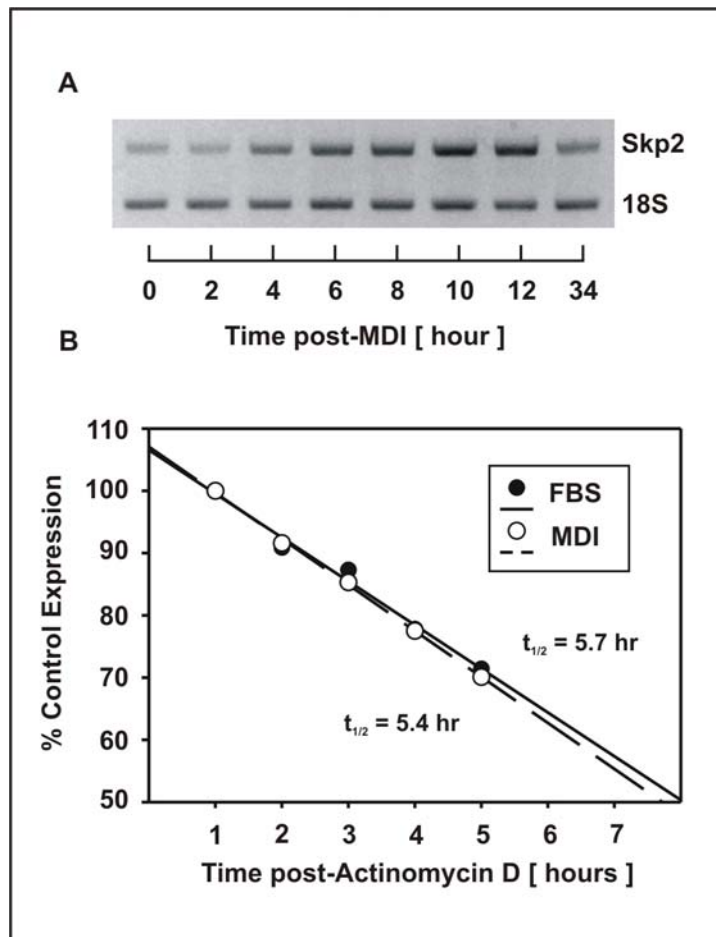 A
Skp2
18S
0 2 4 6 8 10 12 34
Time post-MDI [ hour ]
B
110
100
90
80
70
60
50
% Control Expression
FBS
MDI
t1/2 = 5.7 hr
t1/2 = 5.4 hr
1 2 3 4 5 6 7
Time post-Actinomycin D [ hours ]